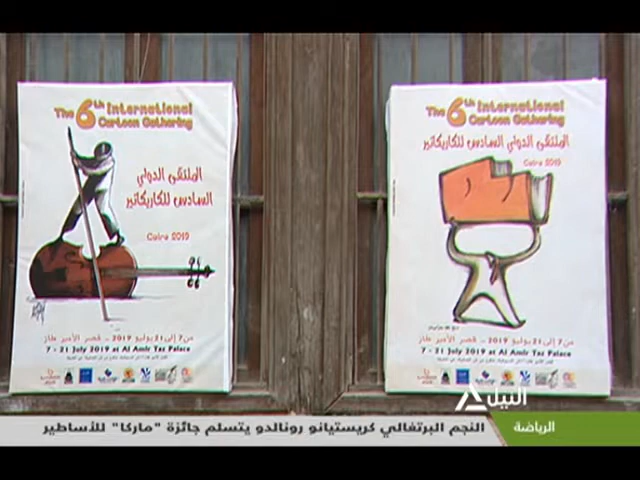 The 6th International
Cartoon Gathering
الملتقى الدولي
السادس للكاريكاتير
Cairo 2019
من 7 إلى 21 يوليو 2019 - قصر الأمير طاز
7 - 21 July 2019 at Al Amir Taz Palace
The 6th International
Cartoon Gathering
الملتقى الدولي السادس للكاريكاتير
Cairo 2019
من 7 إلى 21 يوليو 2019 - قصر الأمير طاز
7 - 21 July 2019 at Al Amir Taz Palace
النيل
الرياضة
النجم البرتغالي كريستيانو رونالدو يتسلم جائزة "ماركا" للأساطير